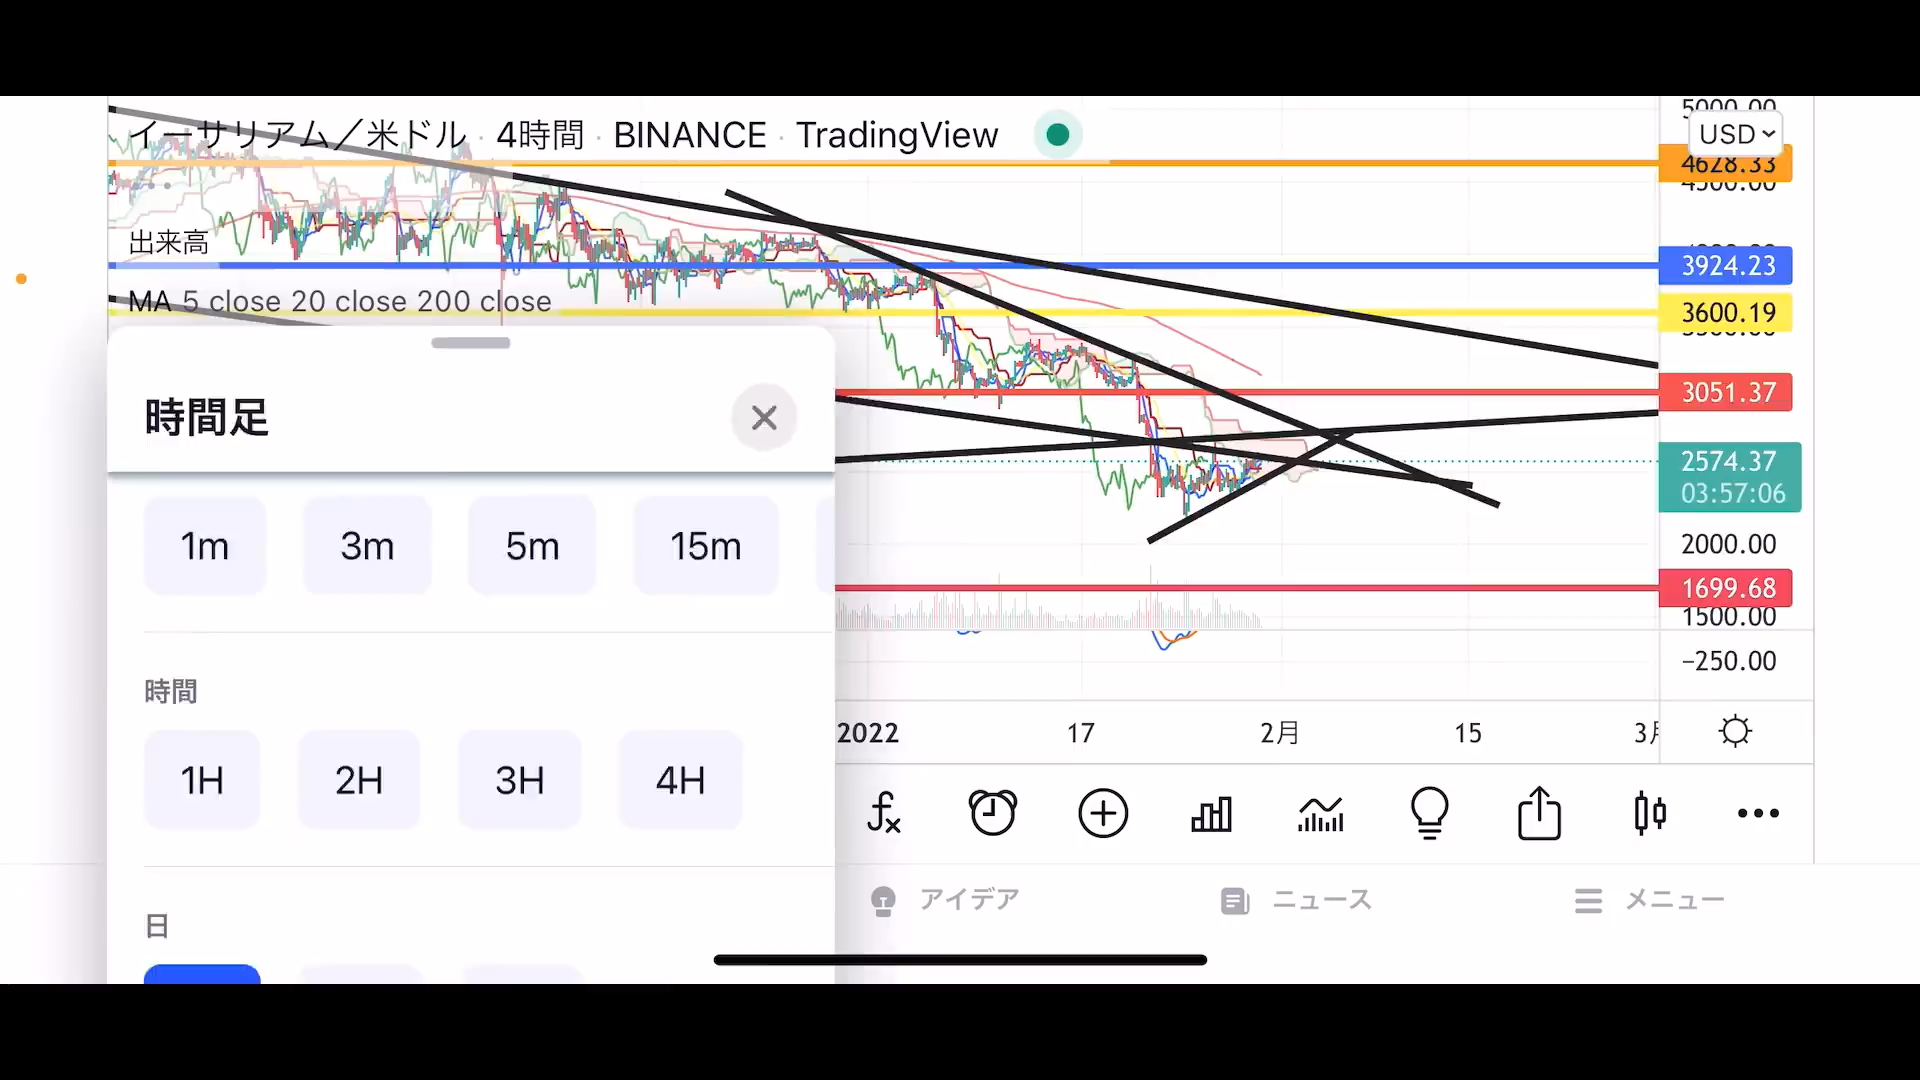 イーサリアム／米ドル · 4時間 · BINANCE · TradingView
出来高
MA 5 close 20 close 200 close
時間足
1m 3m 5m 15m
時間
1H 2H 3H 4H
日
5000.00
USD
4628.33
4500.00
3924.23
3600.19
3051.37
2574.37
03:57:06
2000.00
1699.68
1500.00
−250.00
2022 17 2月 15
アイデア ニュース メニュー